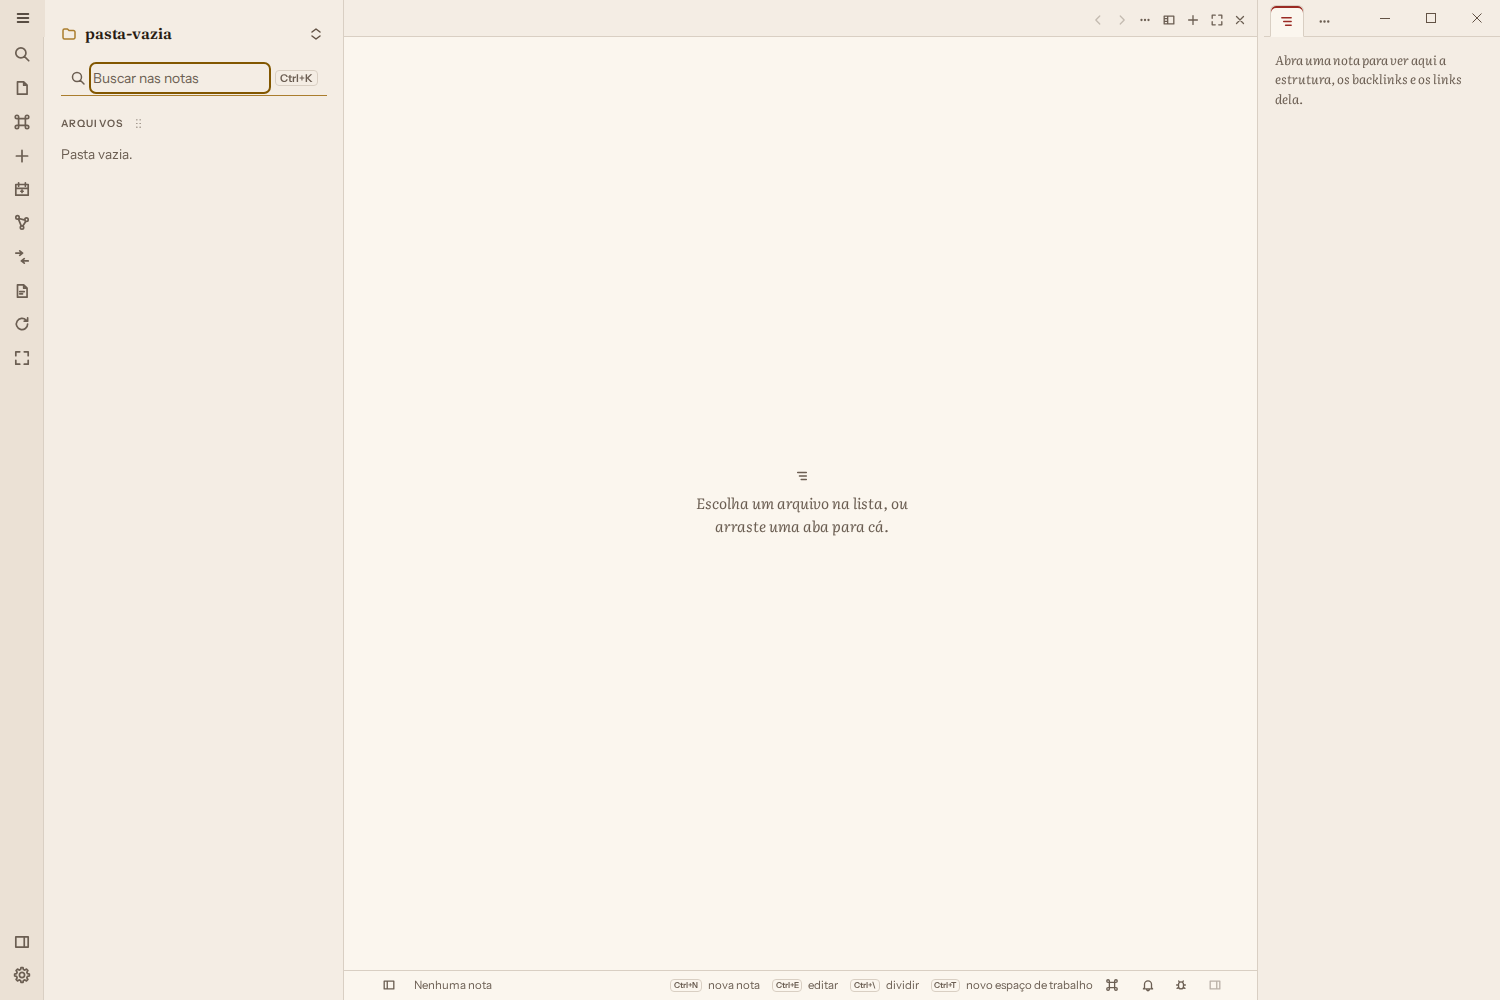 pasta-vazia
Buscar nas notas
Ctrl+K
ARQUIVOS
Pasta vazia.
Escolha um arquivo na lista, ou
arraste uma aba para cá.
Abra uma nota para ver aqui a
estrutura, os backlinks e os links
dela.
Nenhuma nota
Ctrl+N nova nota Ctrl+E editar Ctrl+\ dividir Ctrl+T novo espaço de trabalho